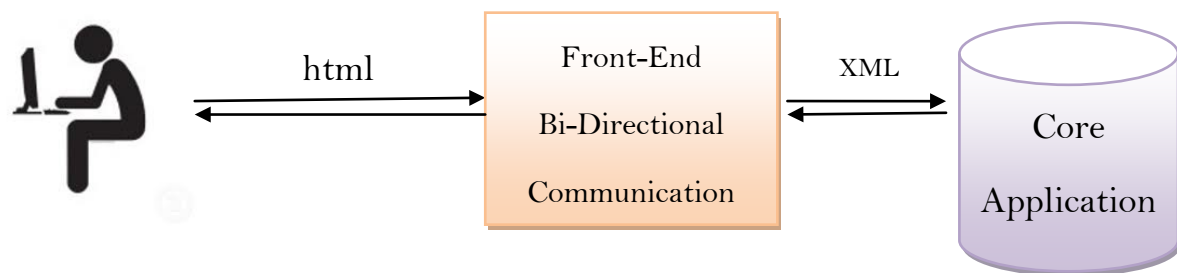 html
Front-End
Bi-Directional
Communication
XML
Core
Application